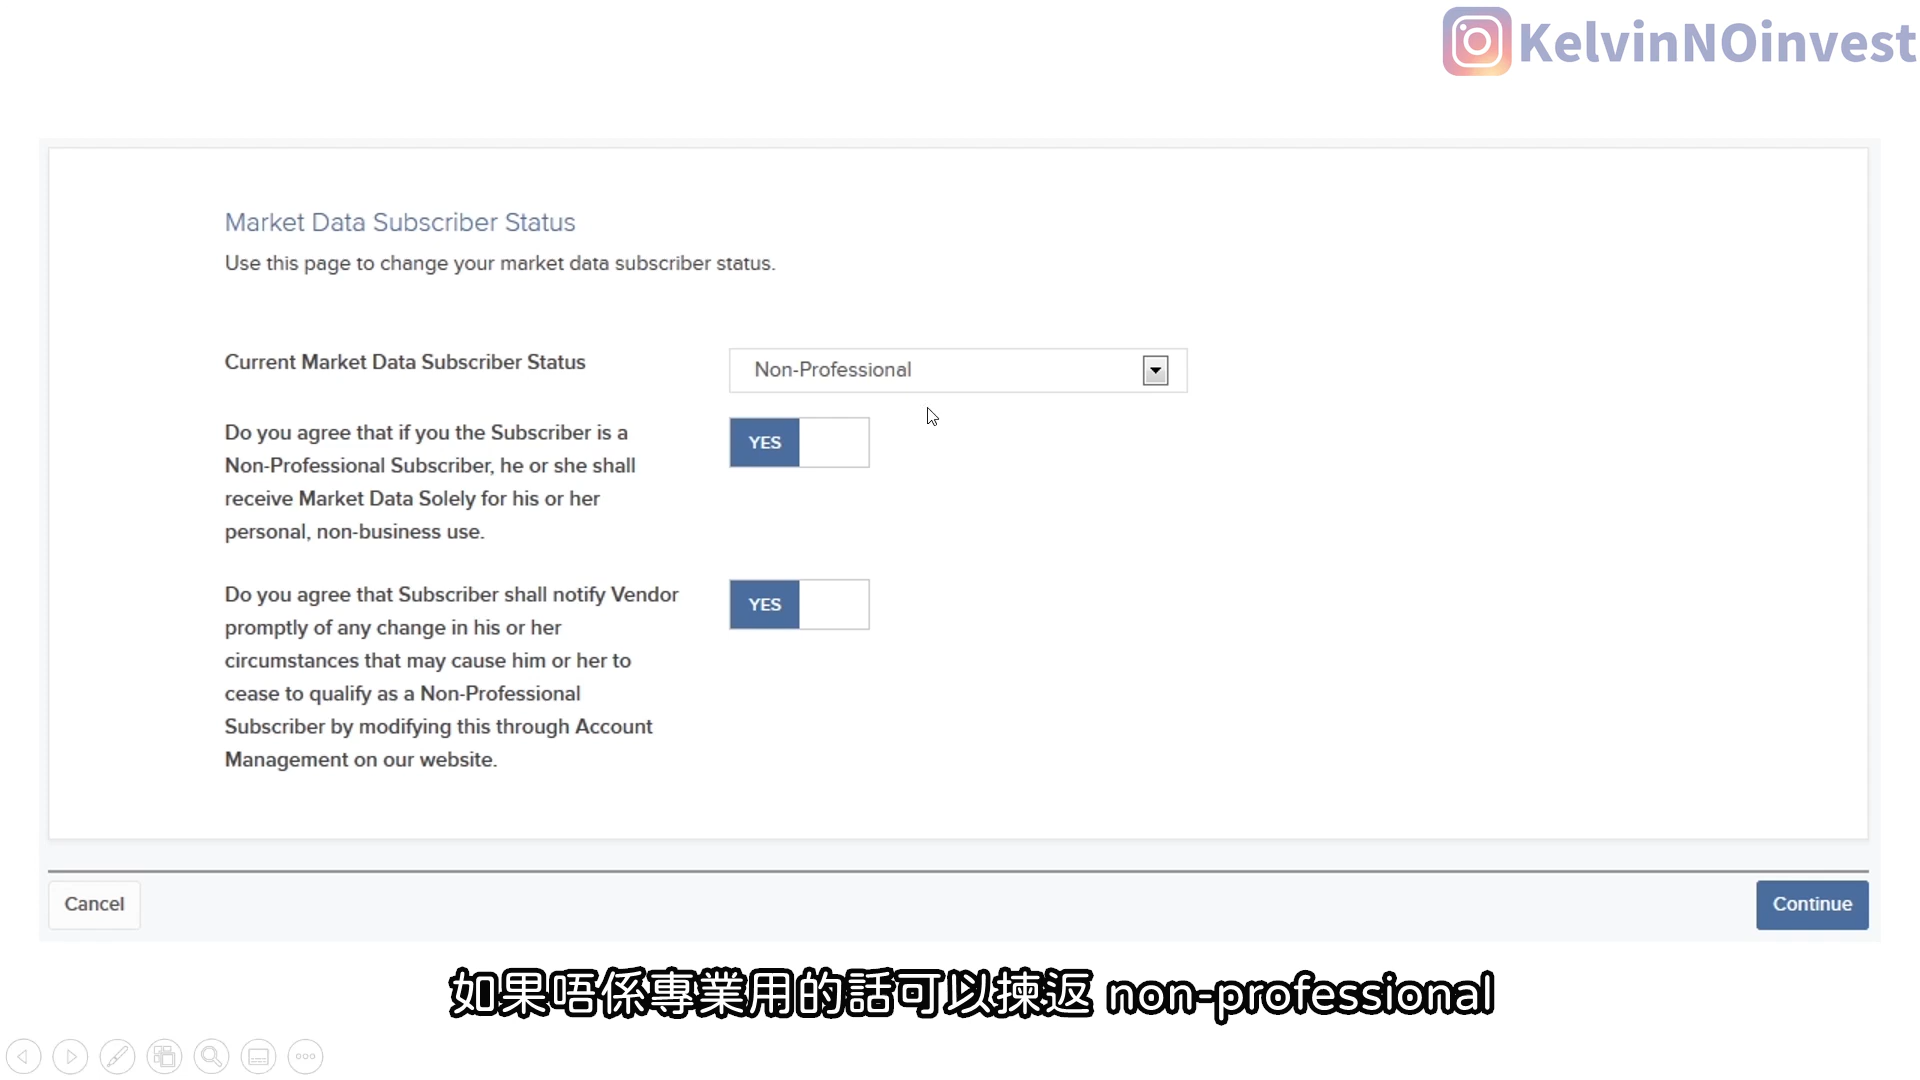 KelvinNOinvest
Market Data Subscriber Status
Use this page to change your market data subscriber status.
Current Market Data Subscriber Status
Non-Professional
Do you agree that if you the Subscriber is a
Non-Professional Subscriber, he or she shall
receive Market Data Solely for his or her
personal, non-business use.
YES
Do you agree that Subscriber shall notify Vendor
promptly of any change in his or her
circumstances that may cause him or her to
cease to qualify as a Non-Professional
Subscriber by modifying this through Account
Management on our website.
YES
Cancel
Continue
如果唔係專業用的話可以揀返 non-professional